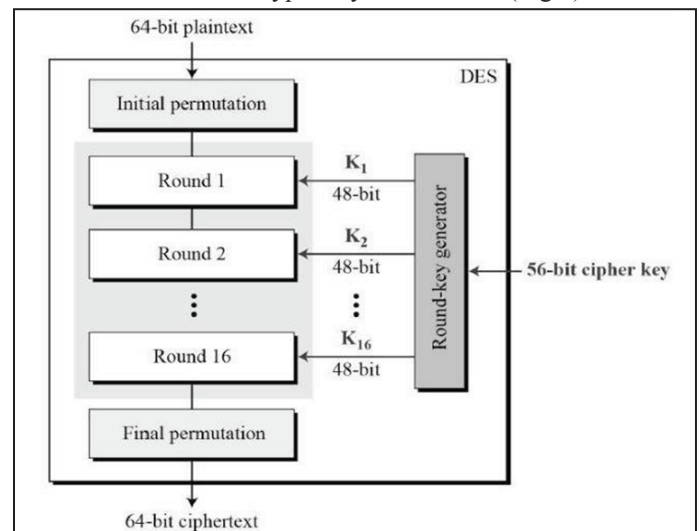 64-bit plaintext
DES
Initial permutation
Round 1
K₁
48-bit
Round 2
K₂
48-bit
Round-key generator
56-bit cipher key
Round 16
K₁₆
48-bit
Final permutation
64-bit ciphertext